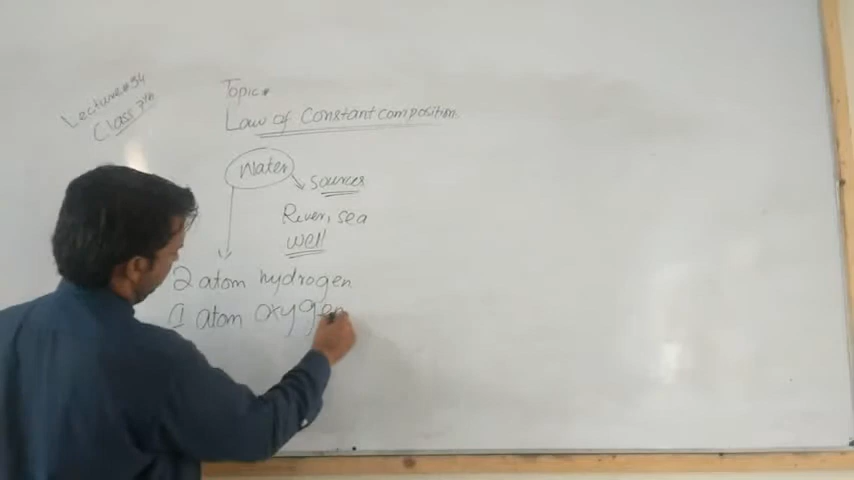 Lecture#34
Class 7th
Topic:
Law of Constant composition.
Water
Sources
River, sea
well
2 atom hydrogen
1 atom oxygen